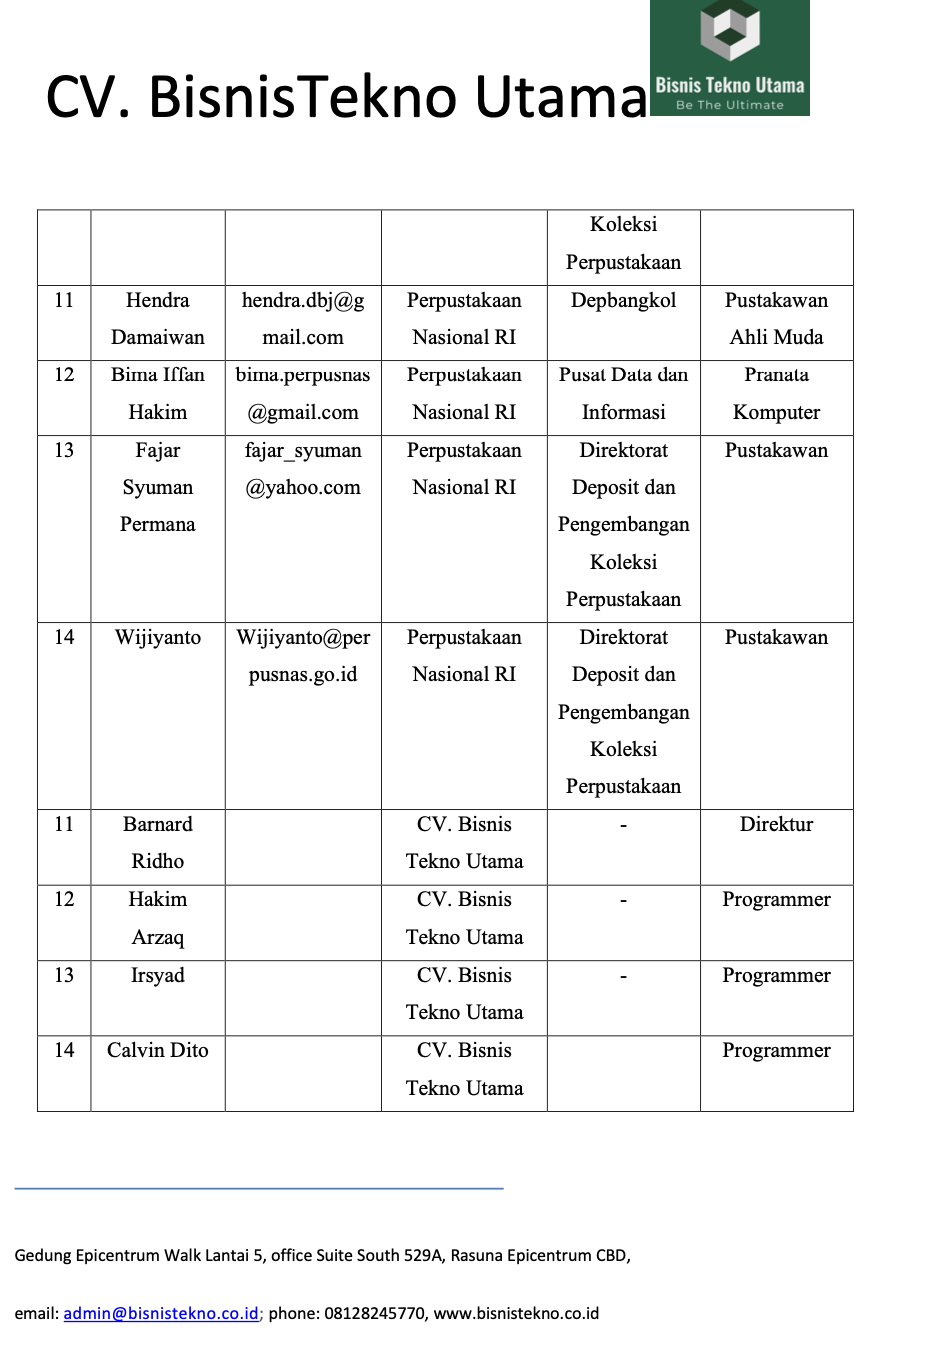 CV. BisnisTekno Utama
Bisnis Tekno Utama
Be The Ultimate
Koleksi
Perpustakaan
11 Hendra hendra.dbj@g Perpustakaan Depbangkol Pustakawan
Damaiwan mail.com Nasional RI Ahli Muda
12 Bima Iffan bima.perpusnas Perpustakaan Pusat Data dan Pranata
Hakim @gmail.com Nasional RI Informasi Komputer
13 Fajar fajar_syuman Perpustakaan Direktorat Pustakawan
Syuman @yahoo.com Nasional RI Deposit dan
Permana Pengembangan
Koleksi
Perpustakaan
14 Wijiyanto Wijiyanto@per Perpustakaan Direktorat Pustakawan
pusnas.go.id Nasional RI Deposit dan
Pengembangan
Koleksi
Perpustakaan
11 Barnard CV. Bisnis - Direktur
Ridho Tekno Utama
12 Hakim CV. Bisnis - Programmer
Arzaq Tekno Utama
13 Irsyad CV. Bisnis - Programmer
Tekno Utama
14 Calvin Dito CV. Bisnis Programmer
Tekno Utama
Gedung Epicentrum Walk Lantai 5, office Suite South 529A, Rasuna Epicentrum CBD,
email: admin@bisnistekno.co.id; phone: 08128245770, www.bisnistekno.co.id